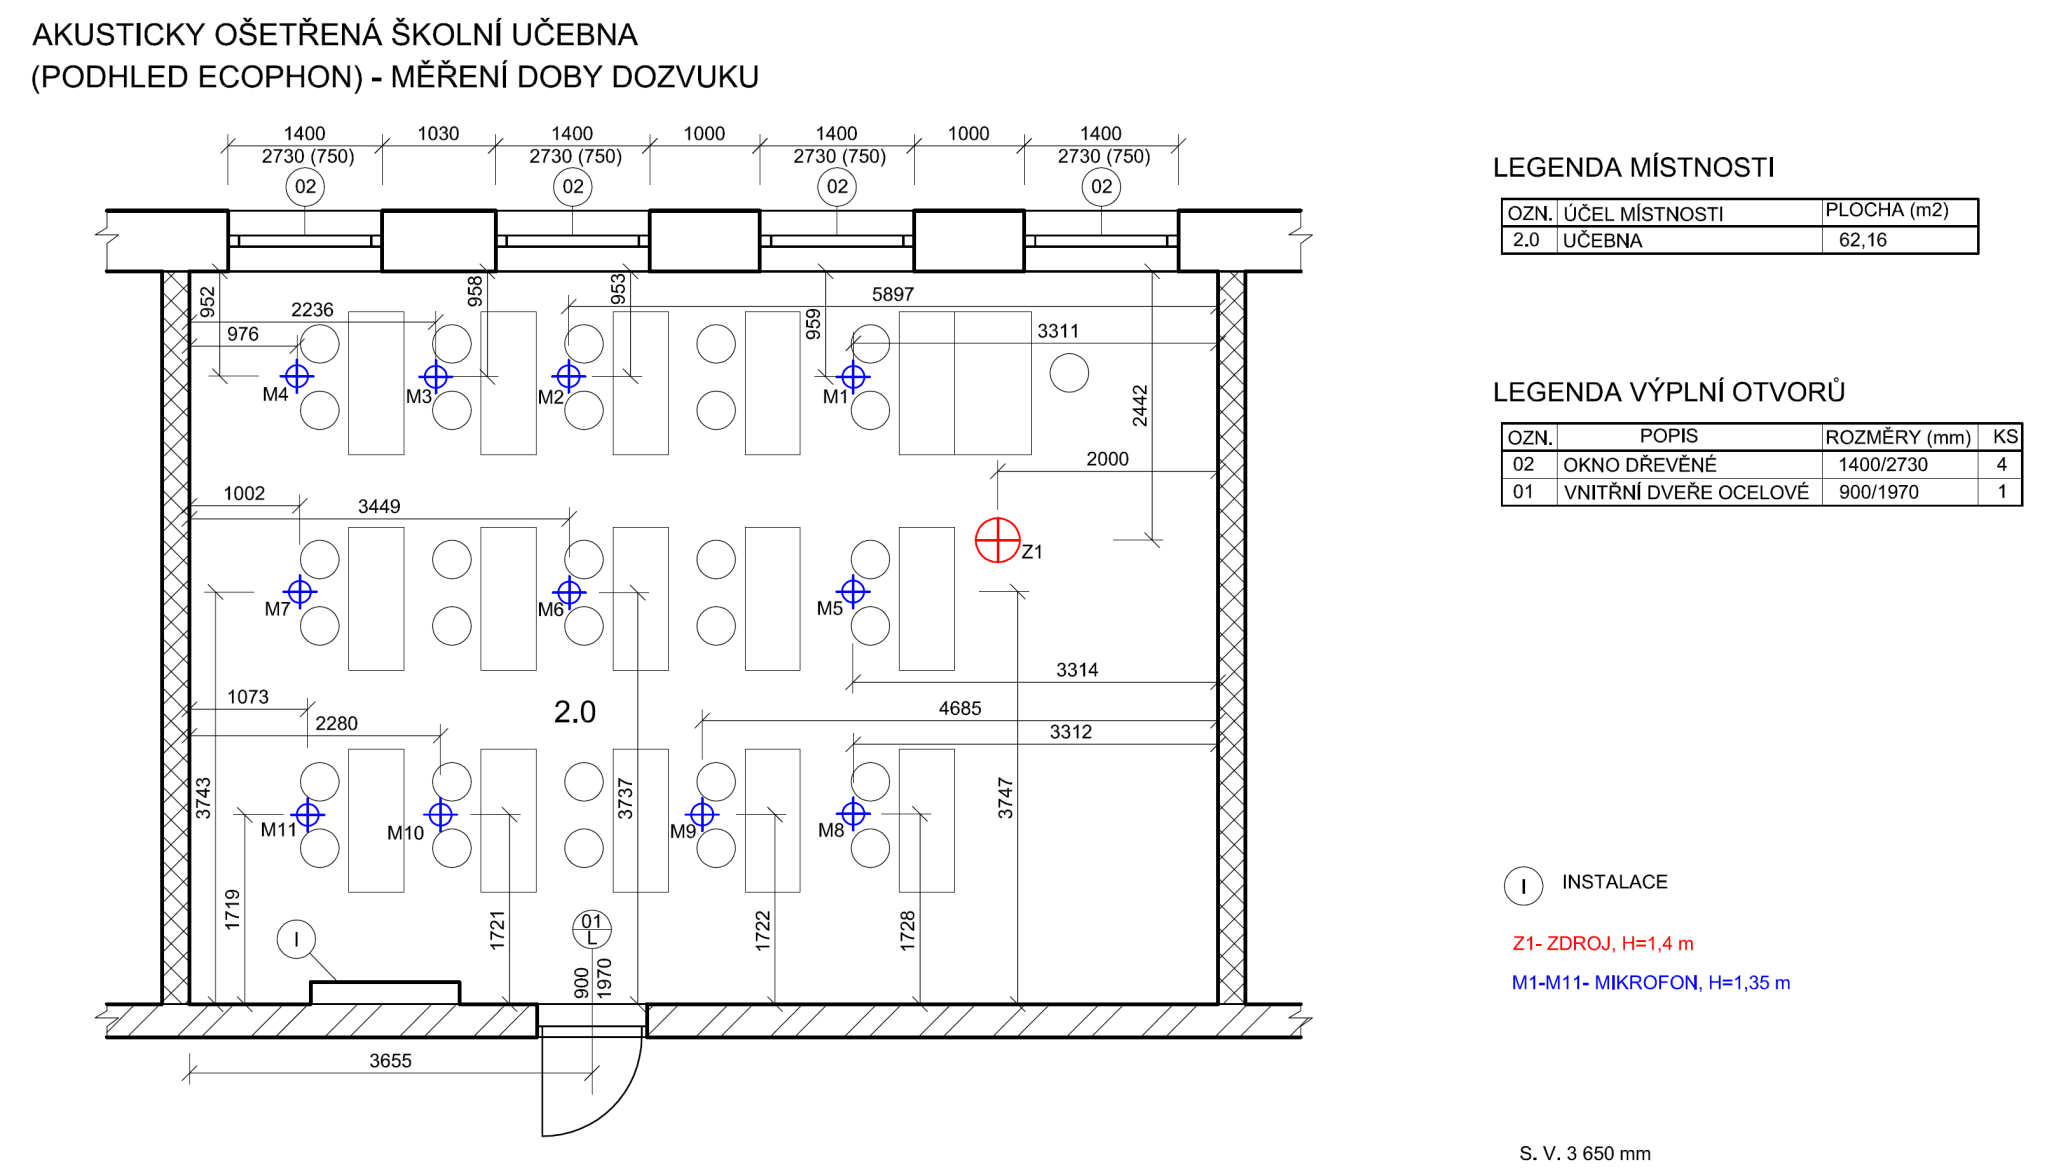 AKUSTICKY OŠETŘENÁ ŠKOLNÍ UČEBNA
(PODHLED ECOPHON) - MĚŘENÍ DOBY DOZVUKU
1400 1030 1400 1000 1400 1000 1400
2730 (750) 2730 (750) 2730 (750) 2730 (750)
02 02 02 02
952 958 953 959
5897
2236
976
3311
M4 M3 M2 M1
2442
2000
1002
3449
Z1
M7 M6 M5
3314
1073
2280
2.0
4685
3312
3743 3737 3747
M11 M10 M9 M8
1719 1721 1722 1728
01
L
I
900
1970
3655
LEGENDA MÍSTNOSTI
OZN. ÚČEL MÍSTNOSTI PLOCHA (m2)
2.0 UČEBNA 62,16
LEGENDA VÝPLNÍ OTVORŮ
OZN. POPIS ROZMĚRY (mm) KS
02 OKNO DŘEVĚNÉ 1400/2730 4
01 VNITŘNÍ DVEŘE OCELOVÉ 900/1970 1
I INSTALACE
Z1- ZDROJ, H=1,4 m
M1-M11- MIKROFON, H=1,35 m
S. V. 3 650 mm